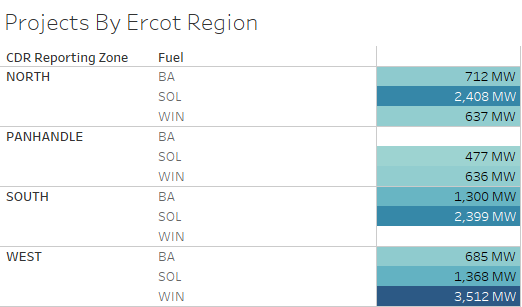 Projects By Ercot Region
CDR Reporting Zone Fuel
NORTH BA 712 MW
SOL 2,408 MW
WIN 637 MW
PANHANDLE BA
SOL 477 MW
WIN 636 MW
SOUTH BA 1,300 MW
SOL 2,399 MW
WIN
WEST BA 685 MW
SOL 1,368 MW
WIN 3,512 MW